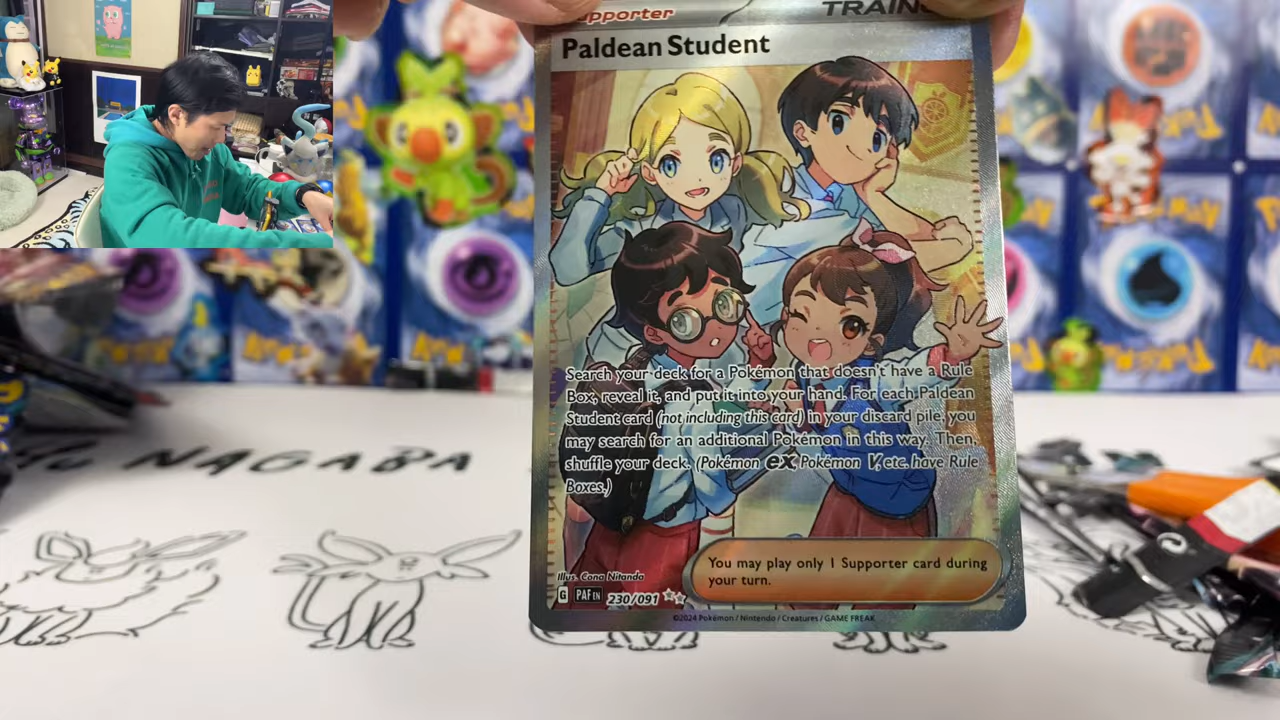 Supporter
TRAIN
Paldean Student
Search your deck for a Pokémon that doesn't have a Rule
Box, reveal it, and put it into your hand. For each Paldean
Student card (not including this card) in your discard pile, you
may search for an additional Pokémon in this way. Then,
shuffle your deck. (Pokémon ex, Pokémon V, etc. have Rule
Boxes.)
NAGABA
You may play only 1 Supporter card during
your turn.
Illus. Cona Nitanda
G PAF EN 230/091
©2024 Pokémon / Nintendo / Creatures / GAME FREAK